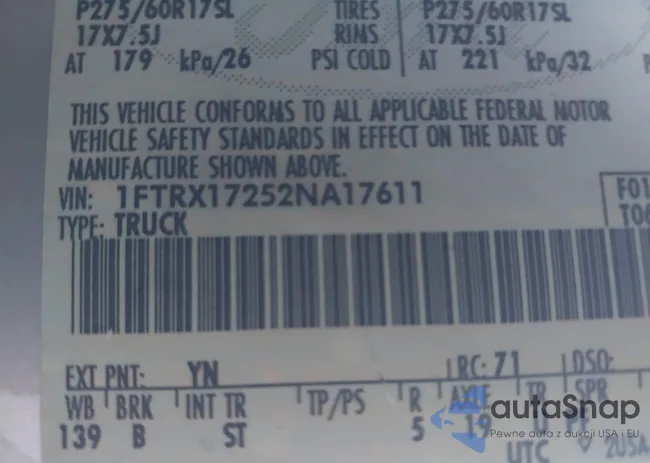 P275/60R17SL TIRES P275/60R17SL
17X7.5J RIMS 17X7.5J
AT 179 kPa/26 PSI COLD AT 221 kPa/32
THIS VEHICLE CONFORMS TO ALL APPLICABLE FEDERAL MOTOR
VEHICLE SAFETY STANDARDS IN EFFECT ON THE DATE OF
MANUFACTURE SHOWN ABOVE.
VIN: 1FTRX17252NA17611 F01
TYPE: TRUCK T06
EXT PNT: YN RC: 71 DSO:
WB BRK INT TR TP/PS R AXLE TR SPR
139 B ST 5 19
UTC
autaSnap
Pewne auta z aukcji USA i EU